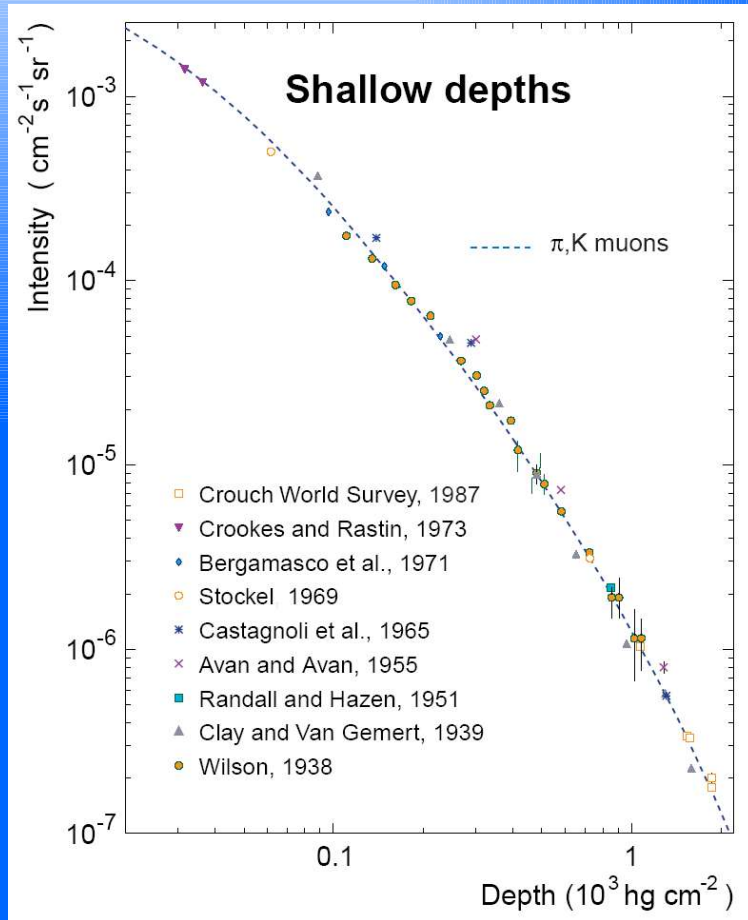 Shallow depths
Intensity ( cm⁻²s⁻¹sr⁻¹)
10⁻³
10⁻⁴
10⁻⁵
10⁻⁶
10⁻⁷
π,K muons
Crouch World Survey, 1987
Crookes and Rastin, 1973
Bergamasco et al., 1971
Stockel 1969
Castagnoli et al., 1965
Avan and Avan, 1955
Randall and Hazen, 1951
Clay and Van Gemert, 1939
Wilson, 1938
0.1 1
Depth (10³ hg cm⁻²)